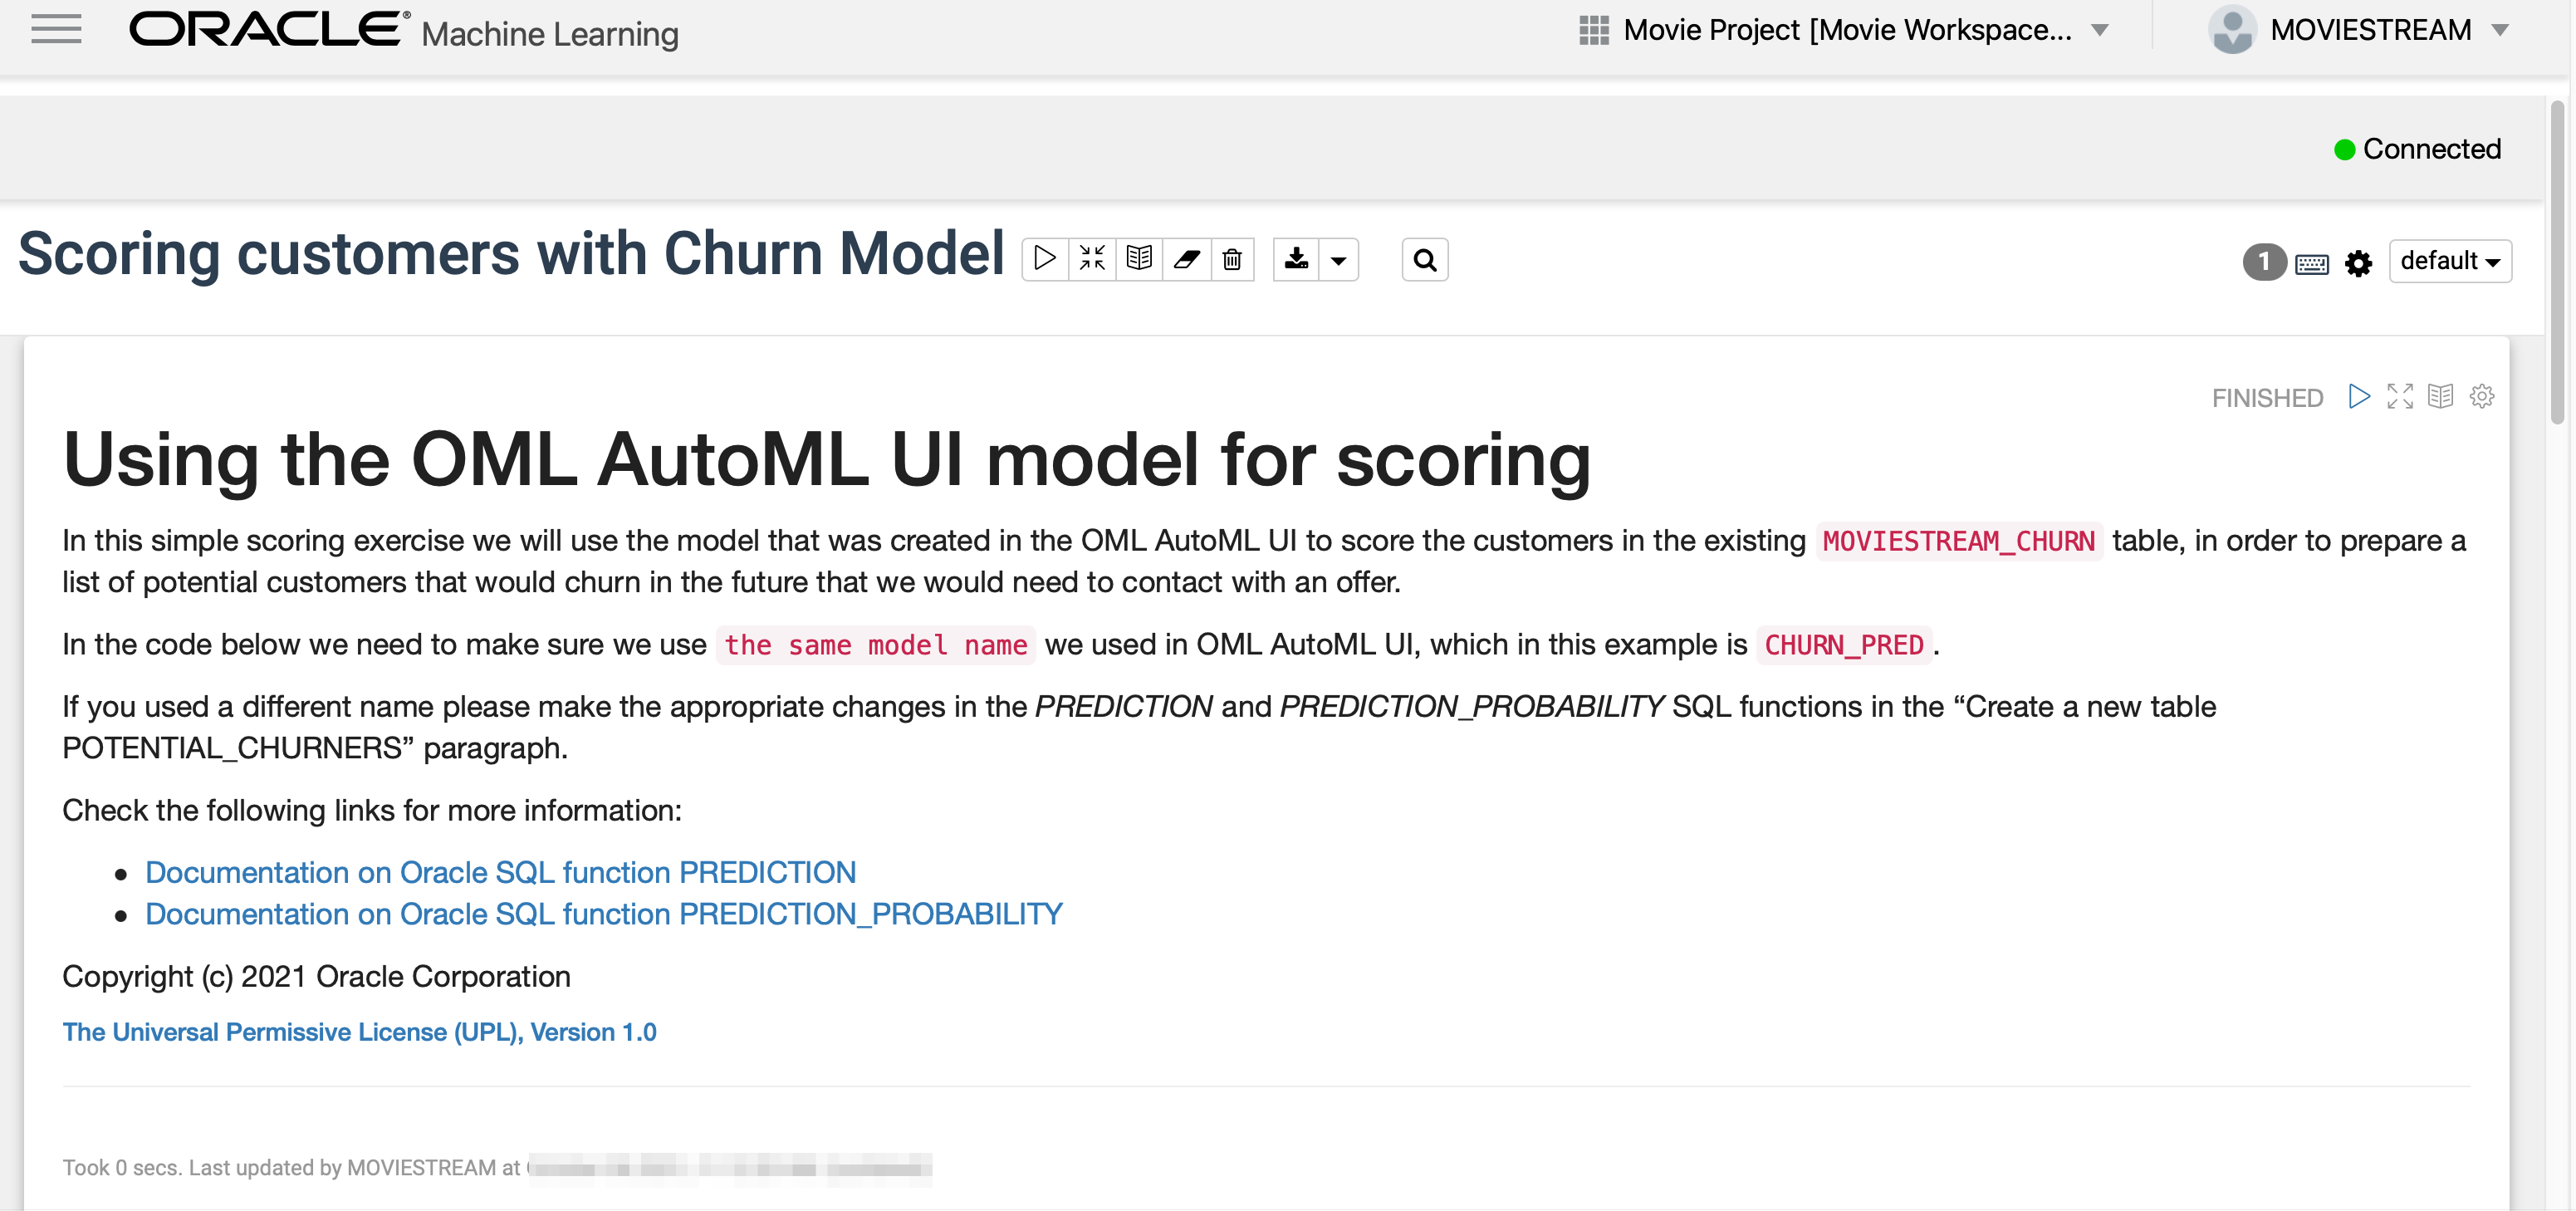 ORACLE® Machine Learning
Movie Project [Movie Workspace...
MOVIESTREAM
Connected
Scoring customers with Churn Model
1
default
FINISHED
Using the OML AutoML UI model for scoring
In this simple scoring exercise we will use the model that was created in the OML AutoML UI to score the customers in the existing MOVIESTREAM_CHURN table, in order to prepare a
list of potential customers that would churn in the future that we would need to contact with an offer.
In the code below we need to make sure we use the same model name we used in OML AutoML UI, which in this example is CHURN_PRED.
If you used a different name please make the appropriate changes in the PREDICTION and PREDICTION_PROBABILITY SQL functions in the “Create a new table
POTENTIAL_CHURNERS” paragraph.
Check the following links for more information:
• Documentation on Oracle SQL function PREDICTION
• Documentation on Oracle SQL function PREDICTION_PROBABILITY
Copyright (c) 2021 Oracle Corporation
The Universal Permissive License (UPL), Version 1.0
Took 0 secs. Last updated by MOVIESTREAM at